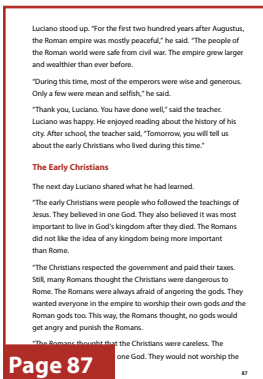 Luciano stood up. “For the first two hundred years after Augustus,
the Roman empire was mostly peaceful,” he said. “The people of
the Roman world were safe from civil war. The empire grew larger
and wealthier than ever before.
“During this time, most of the emperors were wise and generous.
Only a few were mean and selfish,” he said.
“Thank you, Luciano. You have done well,” said the teacher.
Luciano was happy. He enjoyed reading about the history of his
city. After school, the teacher said, “Tomorrow, you will tell us
about the early Christians who lived during this time.”
The Early Christians
The next day Luciano shared what he had learned.
“The early Christians were people who followed the teachings of
Jesus. They believed in one God. They also believed it was most
important to live in God’s kingdom after they died. The Romans
did not like the idea of any kingdom being more important
than Rome.
“The Christians respected the government and paid their taxes.
Still, many Romans thought the Christians were dangerous to
Rome. The Romans were always afraid of angering the gods. They
wanted everyone in the empire to worship their own gods and the
Roman gods too. This way, the Romans thought, no gods would
get angry and punish the Romans.
“The Romans thought that the Christians were careless. The
one God. They would not worship the
Page 87
87